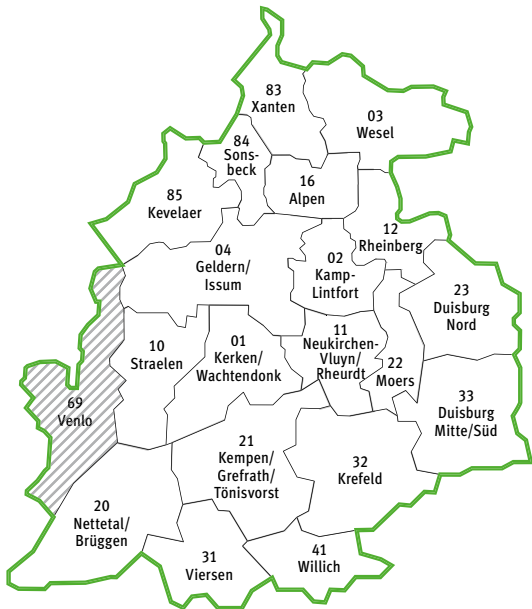 83
Xanten
03
Wesel
84
Sons-
beck
16
Alpen
85
Kevelaer
12
Rheinberg
04
Geldern/
Issum
02
Kamp-
Lintfort
23
Duisburg
Nord
10
Straelen
01
Kerken/
Wachtendonk
11
Neukirchen-
Vluyn/
Rheurdt
22
Moers
33
Duisburg
Mitte/Süd
69
Venlo
21
Kempen/
Grefrath/
Tönisvorst
32
Krefeld
20
Nettetal/
Brüggen
31
Viersen
41
Willich